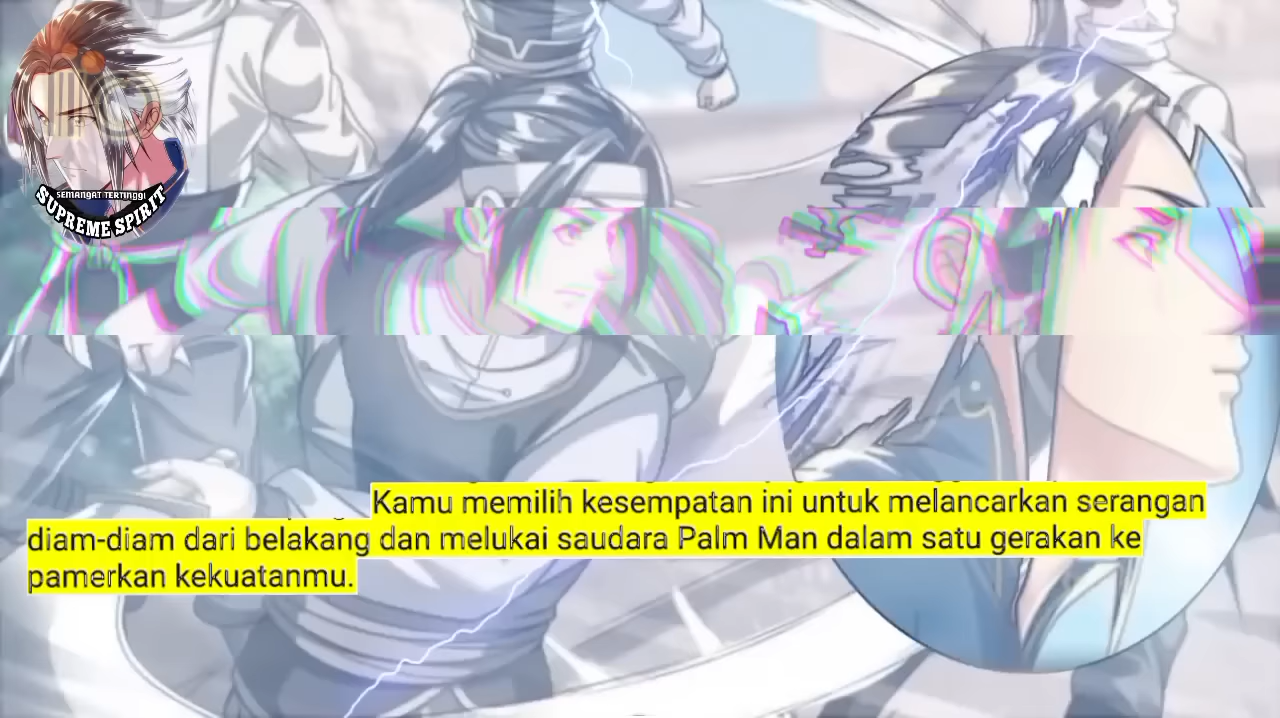 SEMANGAT TERTINGGI
SUPREME SPIRIT
Kamu memilih kesempatan ini untuk melancarkan serangan
diam-diam dari belakang dan melukai saudara Palm Man dalam satu gerakan ke
pamerkan kekuatanmu.